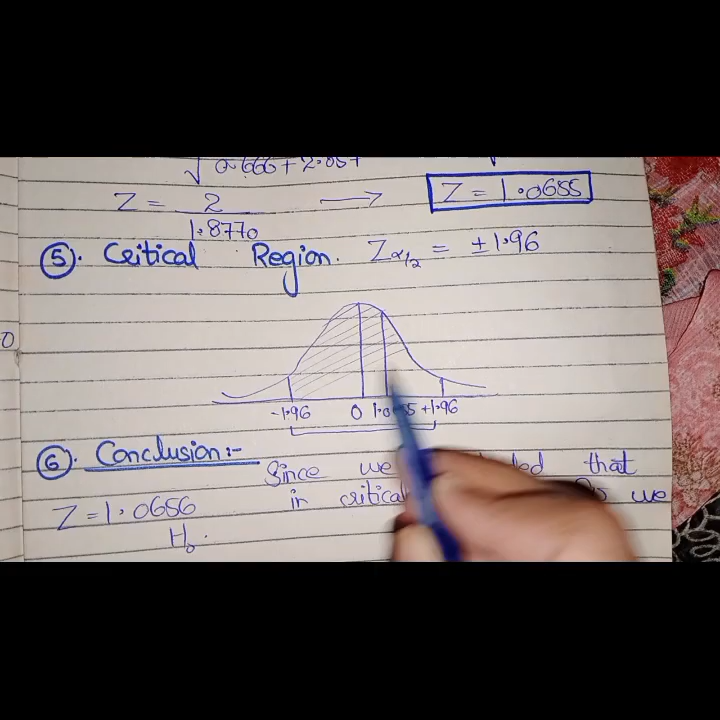 Z = 2 / 1.8770 → Z = 1.0655
(5). Critical Region. Zα/2 = ±1.96
-1.96 0 +1.96
(6). Conclusion:-
Since we that
Z = 1.0656 in critical we
H₀.